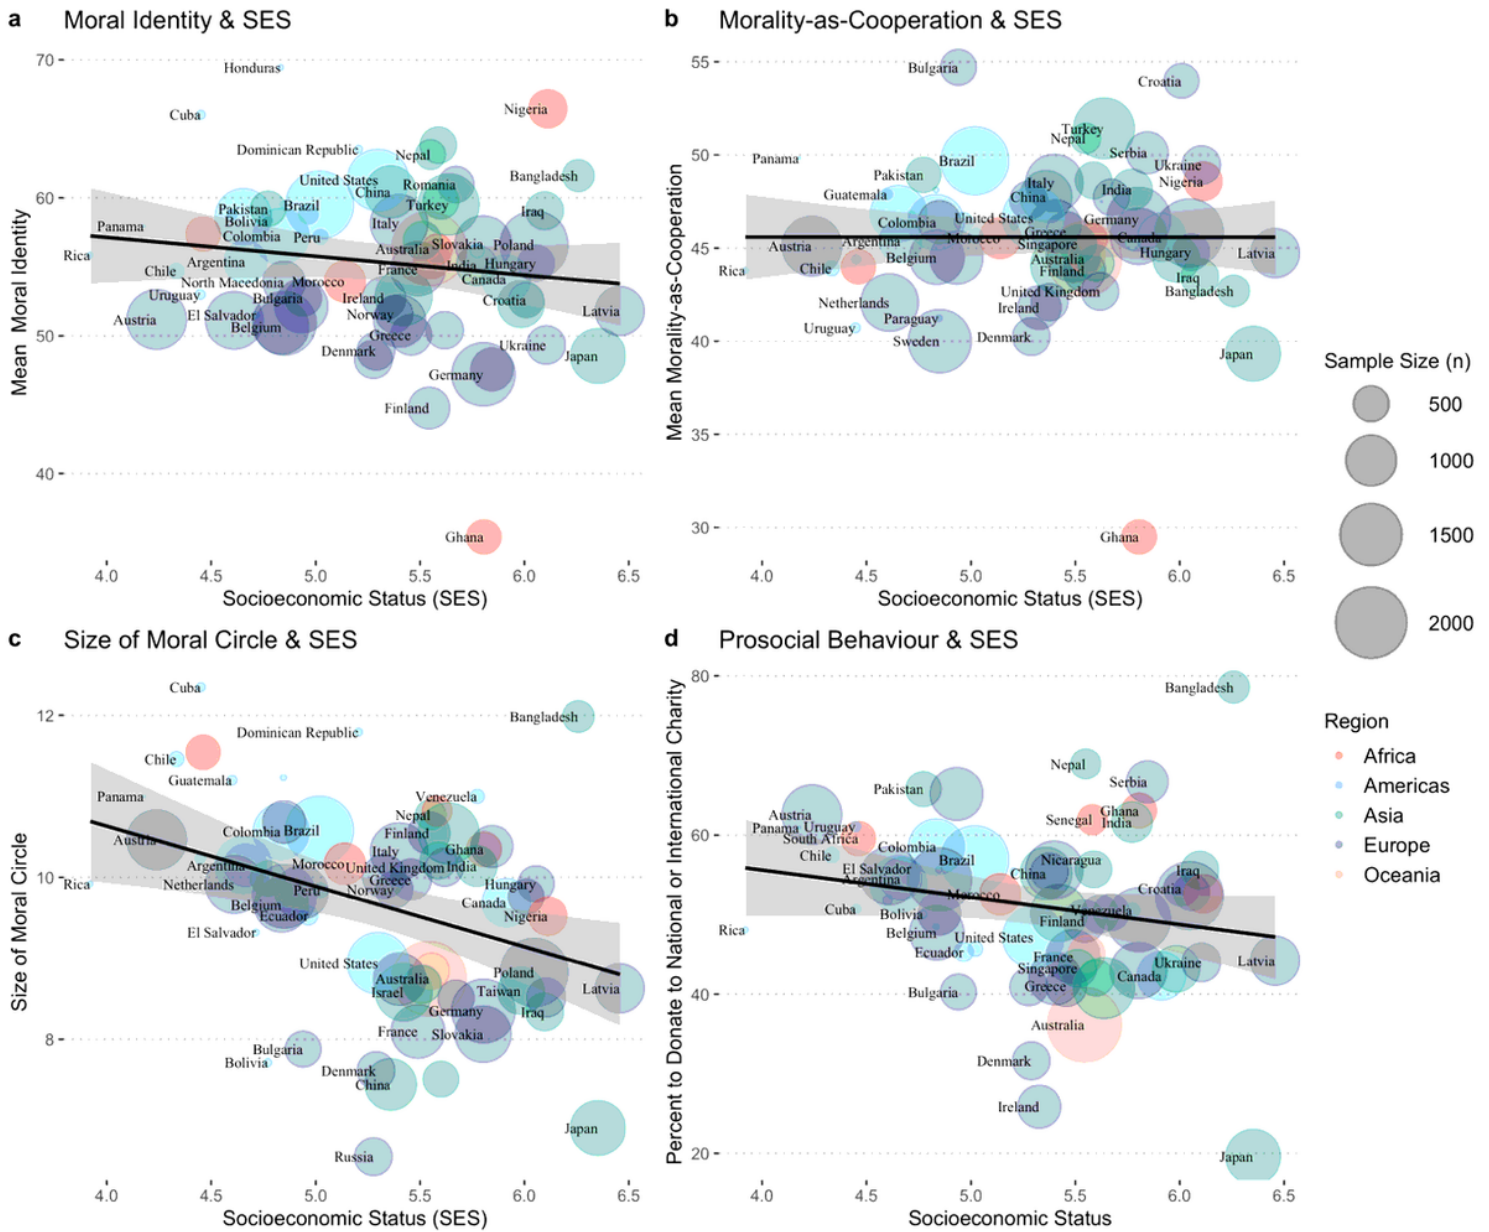 a Moral Identity & SES
70
60
50
40
Mean Moral Identity
Honduras
Cuba
Nigeria
Dominican Republic
Nepal
Bangladesh
United States
China
Romania
Pakistan
Brazil
Turkey
Iraq
Bolivia
Italy
Panama
Colombia
Peru
Slovakia
Poland
Australia
Rica
Argentina
India
Hungary
Chile
France
Canada
North Macedonia
Morocco
Uruguay
Bulgaria
Ireland
Croatia
Austria
El Salvador
Norway
Latvia
Belgium
Greece
Denmark
Ukraine
Japan
Germany
Finland
Ghana
4.0 4.5 5.0 5.5 6.0 6.5
Socioeconomic Status (SES)
b Morality-as-Cooperation & SES
55
50
45
40
35
30
Mean Morality-as-Cooperation
Bulgaria
Croatia
Turkey
Nepal
Panama
Brazil
Serbia
Ukraine
Pakistan
Italy
India
Nigeria
Guatemala
China
Colombia
United States
Germany
Austria
Argentina
Morocco
Greece
Canada
Singapore
Belgium
Australia
Hungary
Latvia
Rica
Chile
Finland
Iraq
Netherlands
United Kingdom
Bangladesh
Ireland
Uruguay
Paraguay
Sweden
Denmark
Japan
Ghana
4.0 4.5 5.0 5.5 6.0 6.5
Socioeconomic Status (SES)
c Size of Moral Circle & SES
12
10
8
Size of Moral Circle
Cuba
Bangladesh
Dominican Republic
Chile
Guatemala
Panama
Venezuela
Nepal
Colombia
Brazil
Finland
Austria
Italy
Ghana
Argentina
Morocco
United Kingdom
India
Rica
Netherlands
Peru
Norway
Greece
Hungary
Belgium
Canada
Ecuador
Nigeria
El Salvador
United States
Poland
Australia
Israel
Taiwan
Latvia
Germany
Iraq
France
Slovakia
Bulgaria
Bolivia
Denmark
China
Japan
Russia
4.0 4.5 5.0 5.5 6.0 6.5
Socioeconomic Status (SES)
d Prosocial Behaviour & SES
80
60
40
20
Percent to Donate to National or International Charity
Bangladesh
Nepal
Pakistan
Serbia
Austria
Ghana
Senegal
India
Panama
Uruguay
South Africa
Colombia
Chile
Brazil
Nicaragua
El Salvador
China
Iraq
Argentina
Morocco
Croatia
Cuba
Bolivia
Venezuela
Finland
Rica
Belgium
United States
Ecuador
France
Singapore
Ukraine
Latvia
Greece
Canada
Bulgaria
Australia
Denmark
Ireland
Japan
4.0 4.5 5.0 5.5 6.0 6.5
Socioeconomic Status
Sample Size (n)
500
1000
1500
2000
Region
Africa
Americas
Asia
Europe
Oceania